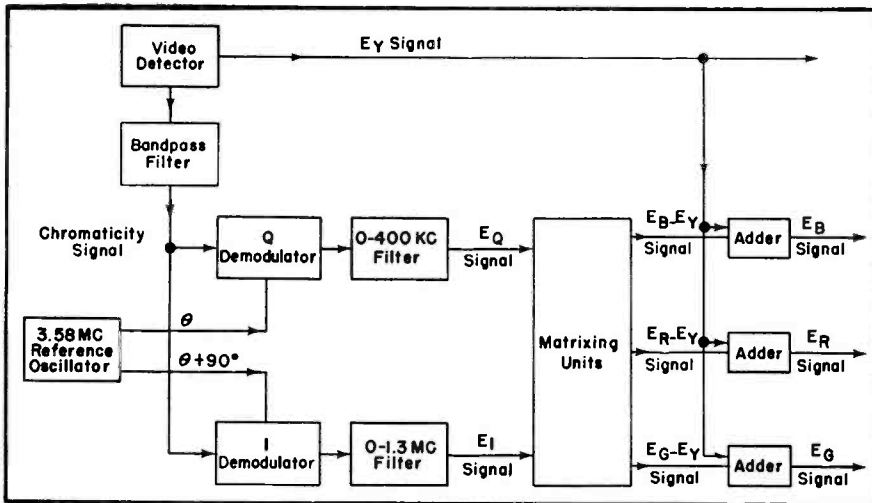 Video
Detector
EY Signal
Bandpass
Filter
Chromaticity
Signal
Q
Demodulator
0-400 KC
Filter
EQ
Signal
3.58 MC
Reference
Oscillator
θ
θ+90°
I
Demodulator
0-1.3 MC
Filter
EI
Signal
Matrixing
Units
EB-EY
Signal
Adder
EB
Signal
ER-EY
Signal
Adder
ER
Signal
EG-EY
Signal
Adder
EG
Signal